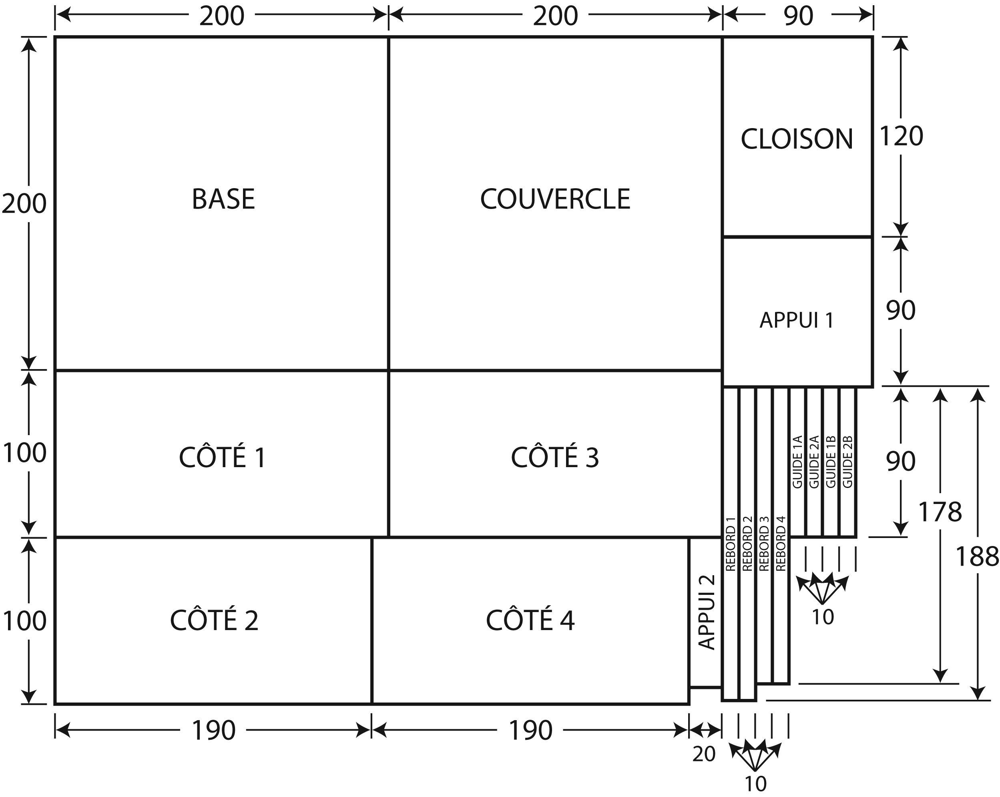 200
200
90
200
BASE
COUVERCLE
CLOISON
120
APPUI 1
90
100
CÔTÉ 1
CÔTÉ 3
GUIDE 1A
GUIDE 2A
GUIDE 1B
GUIDE 2B
90
REBORD 1
REBORD 2
REBORD 3
REBORD 4
178
188
100
CÔTÉ 2
CÔTÉ 4
APPUI 2
10
190
190
20
10